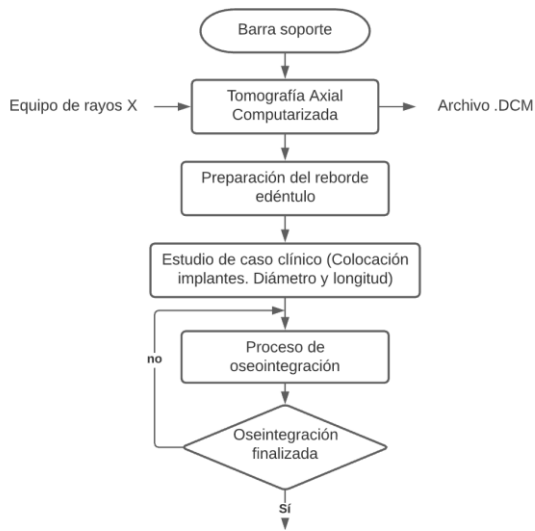 Barra soporte
Equipo de rayos X
Tomografía Axial
Computarizada
Archivo .DCM
Preparación del reborde
edéntulo
Estudio de caso clínico (Colocación
implantes. Diámetro y longitud)
Proceso de
oseointegración
no
Oseintegración
finalizada
Sí